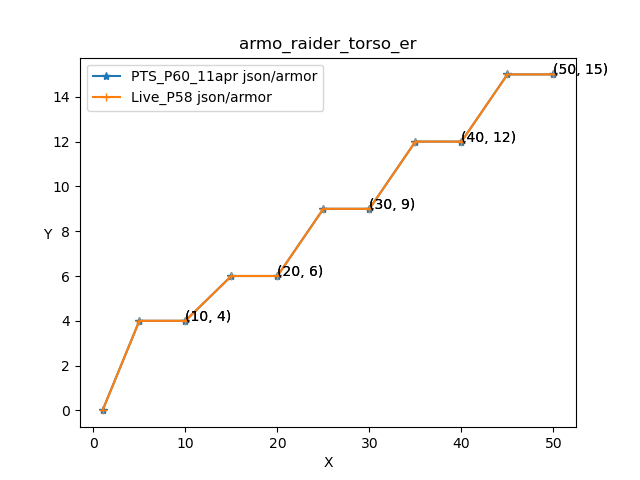 armo_raider_torso_er
PTS_P60_11apr json/armor
Live_P58 json/armor
(50, 15)
(40, 12)
(30, 9)
(20, 6)
(10, 4)
14
12
10
8
6
4
2
0
Y
0 10 20 30 40 50
X